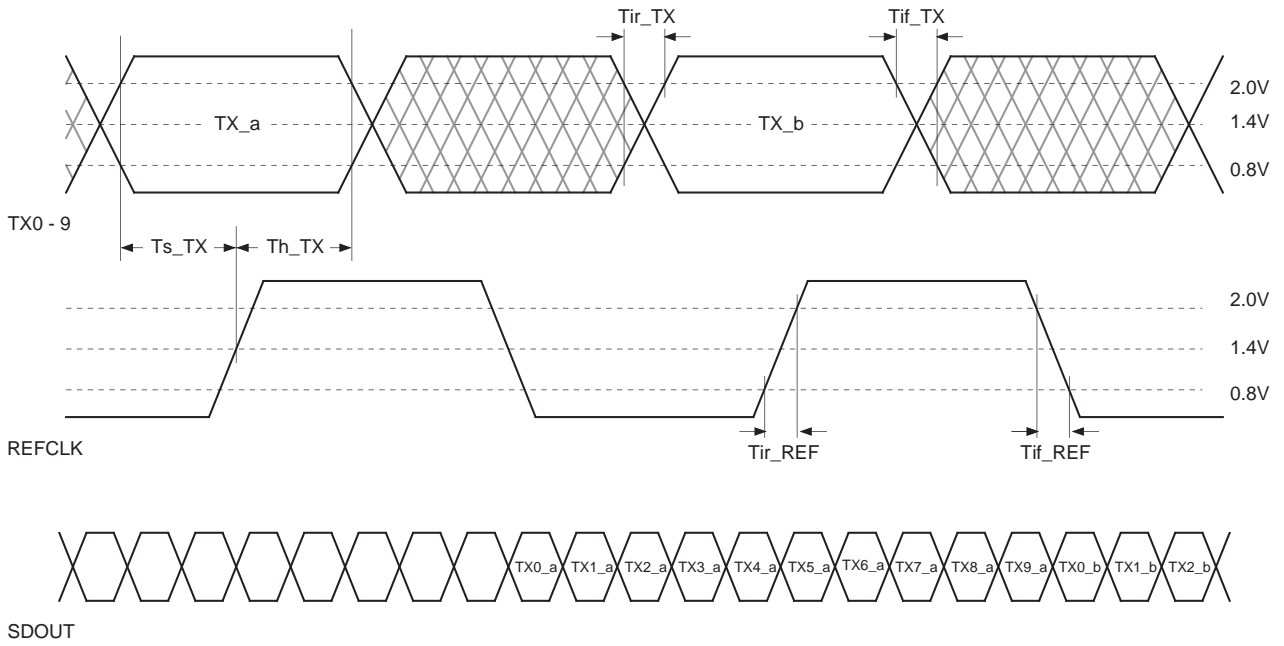 Tir_TX
Tif_TX
TX_a
TX_b
2.0V
1.4V
0.8V
TX0 - 9
Ts_TX
Th_TX
2.0V
1.4V
0.8V
REFCLK
Tir_REF
Tif_REF
TX0_a TX1_a TX2_a TX3_a TX4_a TX5_a TX6_a TX7_a TX8_a TX9_a TX0_b TX1_b TX2_b
SDOUT